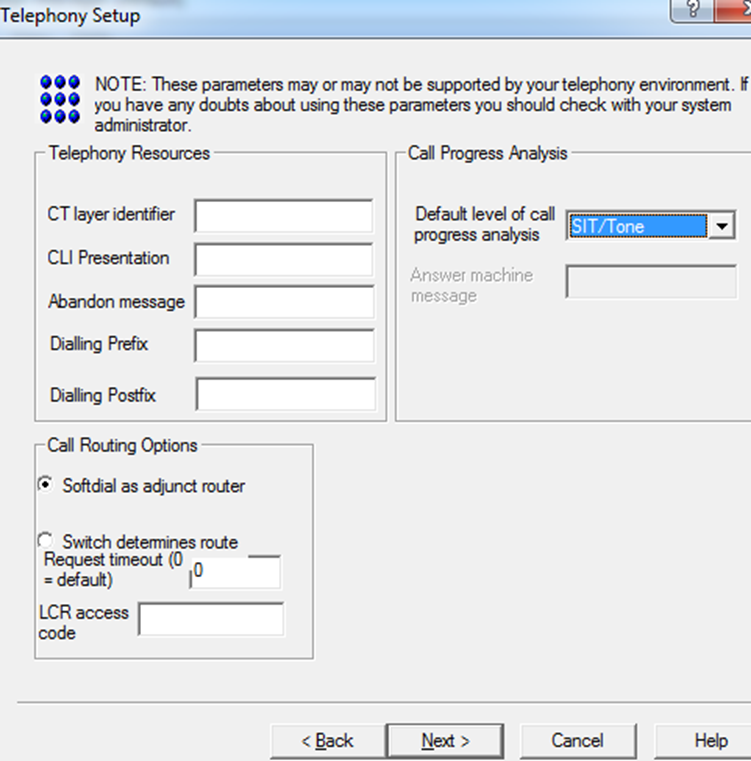 Telephony Setup
NOTE: These parameters may or may not be supported by your telephony environment. If
you have any doubts about using these parameters you should check with your system
administrator.
Telephony Resources
CT layer identifier
CLI Presentation
Abandon message
Dialling Prefix
Dialling Postfix
Call Progress Analysis
Default level of call
progress analysis
SIT/Tone
Answer machine
message
Call Routing Options
Softdial as adjunct router
Switch determines route
Request timeout (0
= default)
0
LCR access
code
< Back
Next >
Cancel
Help